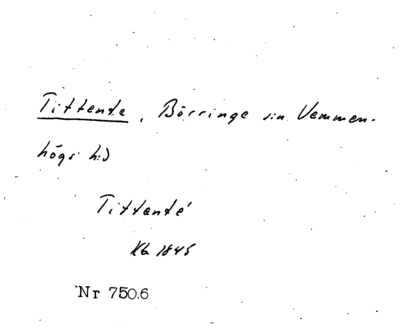 Tittente, Börringe sn. Vemmen-
högs hd
Tittenté
Kb 1845
Nr 750.6